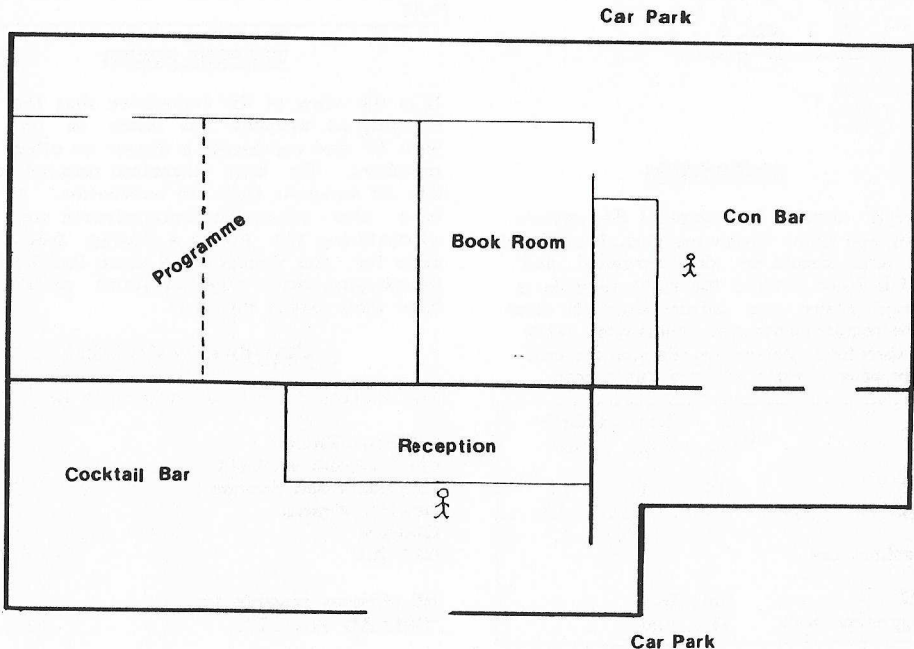 Car Park
Con Bar
Programme
Book Room
Reception
Cocktail Bar
Car Park